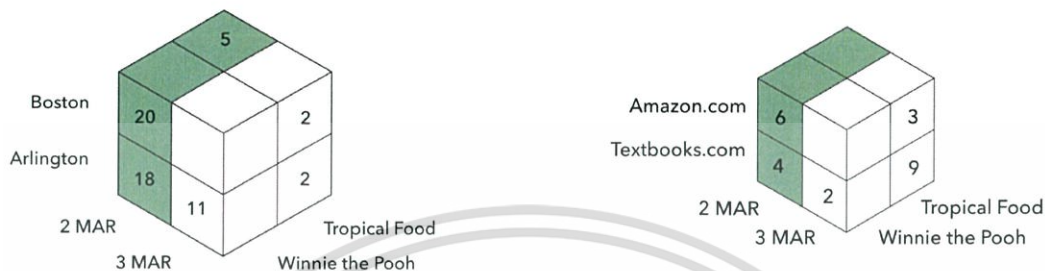 5
Boston
20
2
Arlington
18
11
2
2 MAR
3 MAR
Tropical Food
Winnie the Pooh
Amazon.com
6
3
Textbooks.com
4
2
9
2 MAR
3 MAR
Tropical Food
Winnie the Pooh